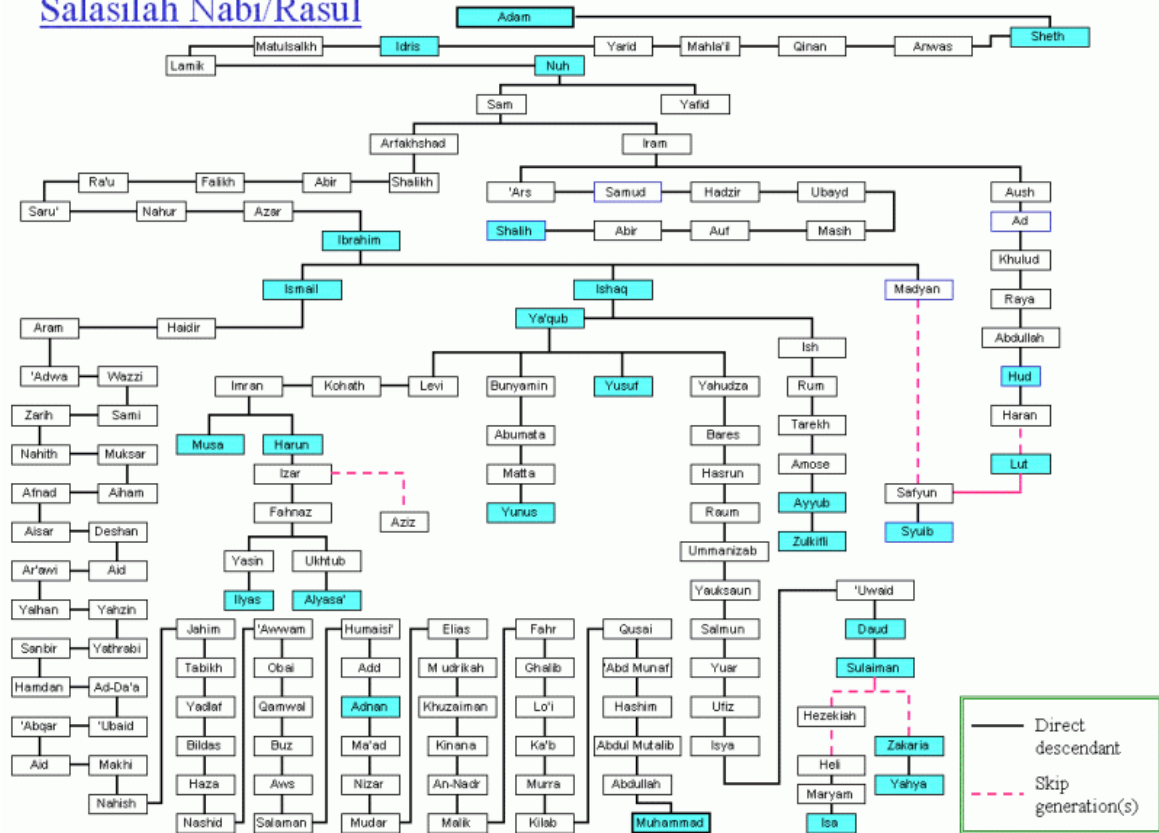 Salasilah Nabi/Rasul
Adam
Sheth
Matulsalkh Idris Yarid Mahla'il Qinan Anwas
Lamik Nuh
Sam Yafid
Arfakhshad Iram
Ra'u Falikh Abir Shalikh 'Ars Samud Hadzir Ubayd Aush
Saru' Nahur Azar Shalih Abir Auf Masih Ad
Ibrahim
Khulud
Ismail Ishaq Madyan Raya
Ya'qub
Aram Haidir Ish Abdullah
'Adwa Wazzi Imran Kohath Levi Bunyamin Yusuf Yahudza Rum Hud
Zarih Sami Tarekh Haran
Musa Harun Abumata Bares
Nahith Muksar Izar Matta Hasrun Amose Lut
Afnad Aiham Fahnaz Aziz Yunus Raum Ayyub Safyun
Aisar Deshan Zulkifli Syuib
Ar'awi Aid Yasin Ukhtub Ummanizab
Yalhan Yahzin Ilyas Alyasa' Yauksaun 'Uwaid
Sanbir Yathrabi Jahim 'Awwam Humaisi' Elias Fahr Qusai Salmun Daud
Hamdan Ad-Da'a Tabikh Obai Add Mudrikah Ghalib 'Abd Munaf Yuar Sulaiman
'Abqar 'Ubaid Yadlaf Qamwal Adnan Khuzaiman Lo'i Hashim Ufiz Hezekiah
Aid Makhi Bildas Buz Ma'ad Kinana Ka'b Abdul Mutalib Isya Zakaria
Heli
Nahish Haza Aws Nizar An-Nadr Murra Abdullah Maryam Yahya
Nashid Salaman Mudar Malik Kilab Muhammad Isa
Direct
descendant
Skip
generation(s)